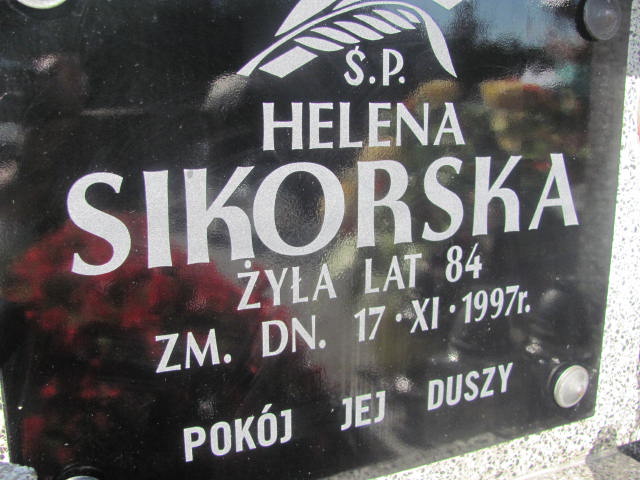 Ś.P.
HELENA
SIKORSKA
ŻYŁA LAT 84
ZM. DN. 17·XI·1997r.
POKÓJ JEJ DUSZY